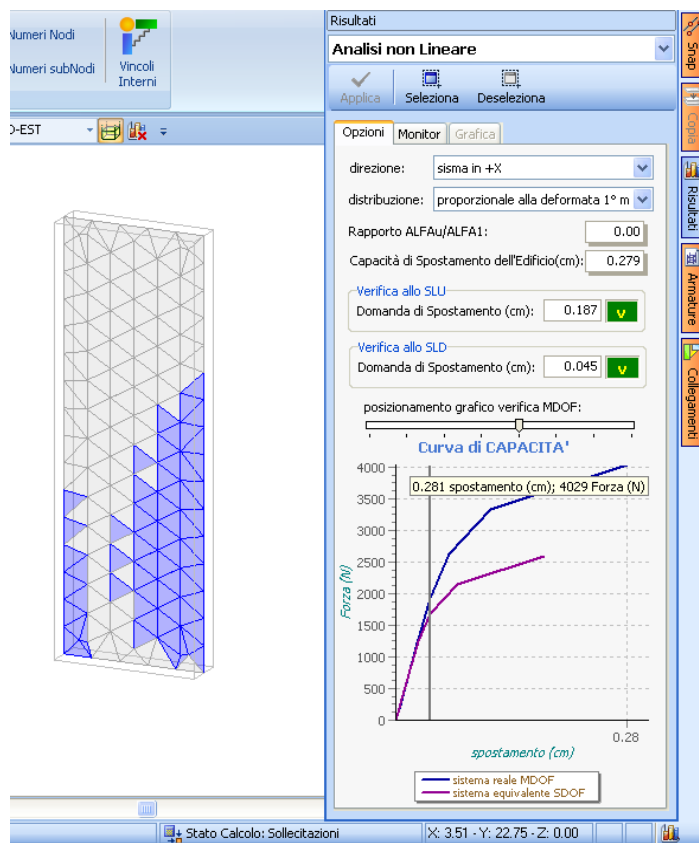 Numeri Nodi
Numeri subNodi
Vincoli
Interni
O-EST
Risultati
Analisi non Lineare
Applica
Seleziona
Deseleziona
Opzioni
Monitor
Grafica
direzione:
sisma in +X
distribuzione:
proporzionale alla deformata 1° m
Rapporto ALFAu/ALFA1:
0.00
Capacità di Spostamento dell'Edificio(cm):
0.279
Verifica allo SLU
Domanda di Spostamento (cm):
0.187
v
Verifica allo SLD
Domanda di Spostamento (cm):
0.045
v
posizionamento grafico verifica MDOF:
Curva di CAPACITA'
0.281 spostamento (cm); 4029 Forza (N)
4000
3500
3000
2500
2000
1500
1000
500
0
Forza (N)
0.28
spostamento (cm)
sistema reale MDOF
sistema equivalente SDOF
Snap
Copia
Risultati
Armature
Collegamenti
Stato Calcolo: Sollecitazioni
X: 3.51 - Y: 22.75 - Z: 0.00